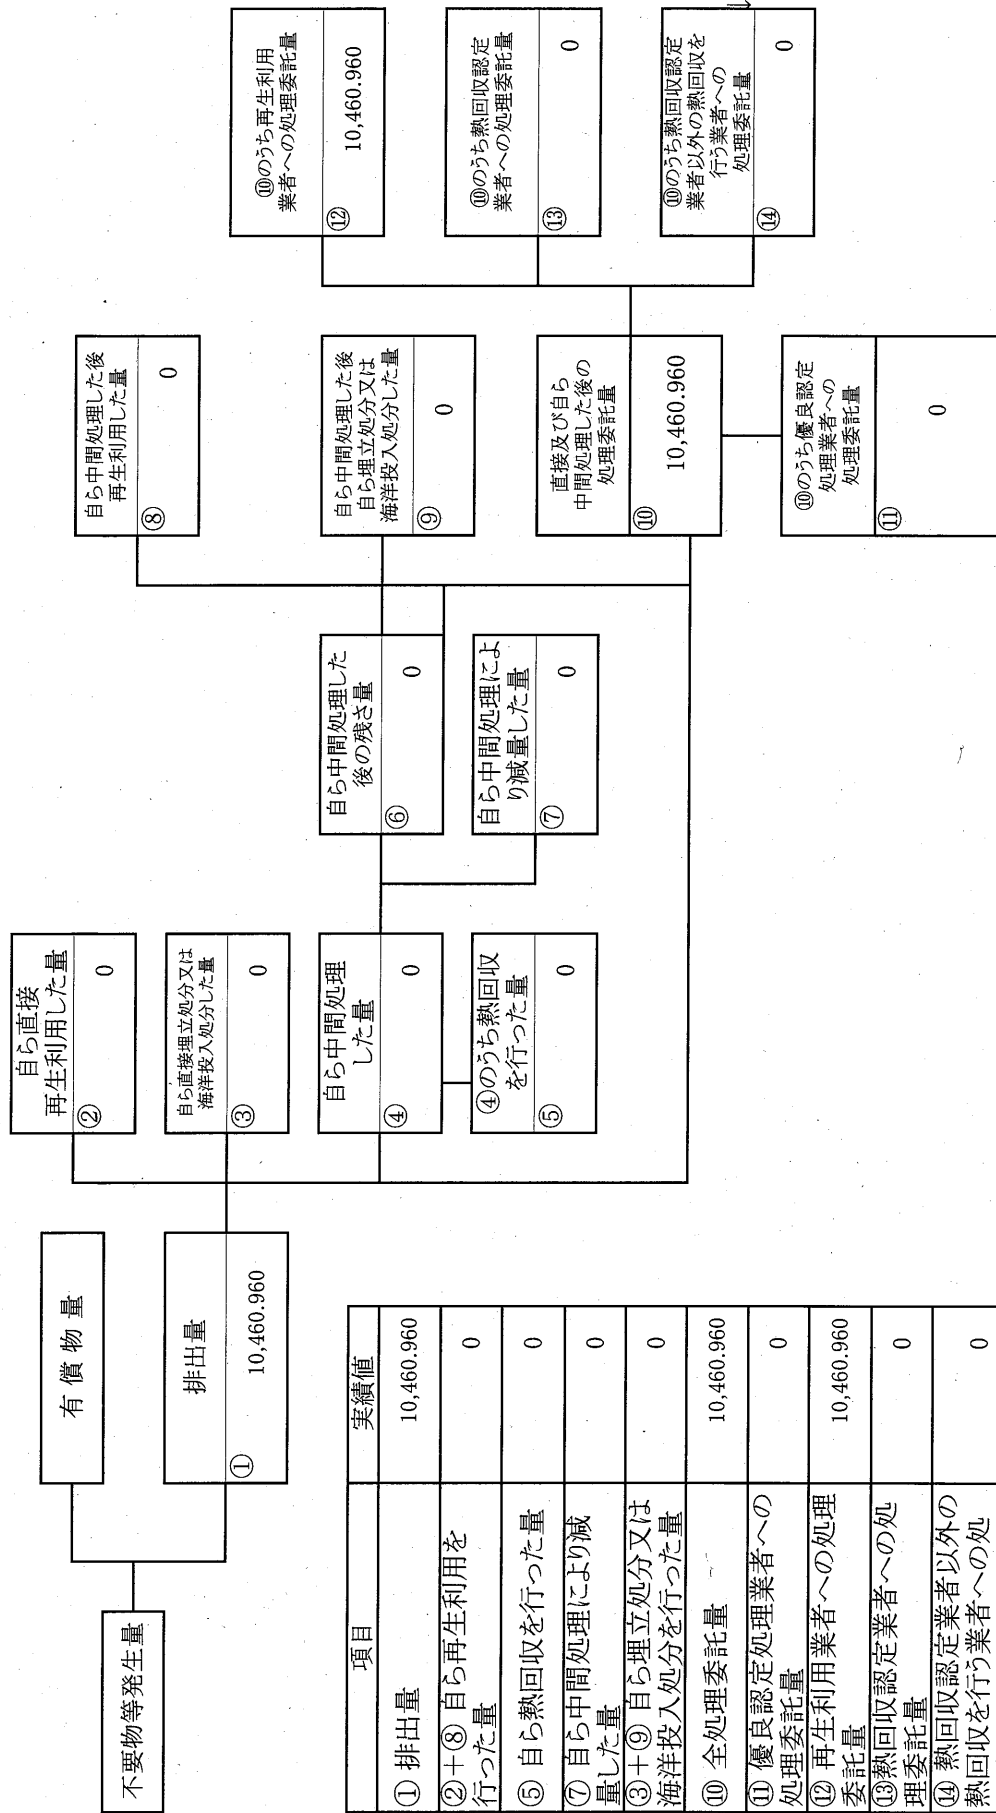 不要物等発生量
有償物量
排出量
①
10,460.960
自ら直接
再生利用した量
②
0
自ら直接埋立処分又は
海洋投入処分した量
③
0
自ら中間処理
した量
④
0
④のうち熱回収
を行った量
⑤
0
自ら中間処理した
後の残さ量
⑥
0
自ら中間処理によ
り減量した量
⑦
0
自ら中間処理した後
再生利用した量
⑧
0
自ら中間処理した後
自ら埋立処分又は
海洋投入処分した量
⑨
0
直接及び自ら
中間処理した後の
処理委託量
⑩
10,460.960
⑩のうち優良認定
処理業者への
処理委託量
⑪
0
⑩のうち再生利用
業者への処理委託量
⑫
10,460.960
⑩のうち熱回収認定
業者への処理委託量
⑬
0
⑩のうち熱回収認定
業者以外の熱回収を
行う業者への
処理委託量
⑭
0
項目 実績値
① 排出量 10,460.960
②+⑧ 自ら再生利用を
行った量 0
⑤ 自ら熱回収を行った量 0
⑦ 自ら中間処理により減
量した量 0
③+⑨ 自ら埋立処分又は
海洋投入処分を行った量 0
⑩ 全処理委託量 10,460.960
⑪ 優良認定処理業者への
処理委託量 0
⑫ 再生利用業者への処理
委託量 10,460.960
⑬熱回収認定業者への処
理委託量 0
⑭ 熱回収認定業者以外の
熱回収を行う業者への処 0